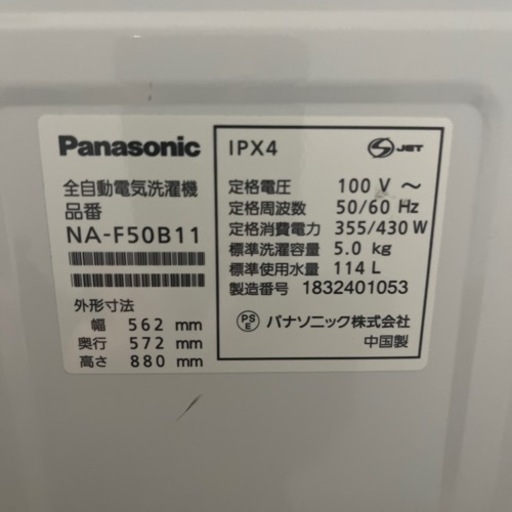 Panasonic
全自動電気洗濯機
品番
NA-F50B11
外形寸法
幅 562 mm
奥行 572 mm
高さ 880 mm
IPX4
S JET
定格電圧 100 V ～
定格周波数 50/60 Hz
定格消費電力 355/430 W
標準洗濯容量 5.0 kg
標準使用水量 114 L
製造番号 1832401053
PS E パナソニック株式会社
中国製